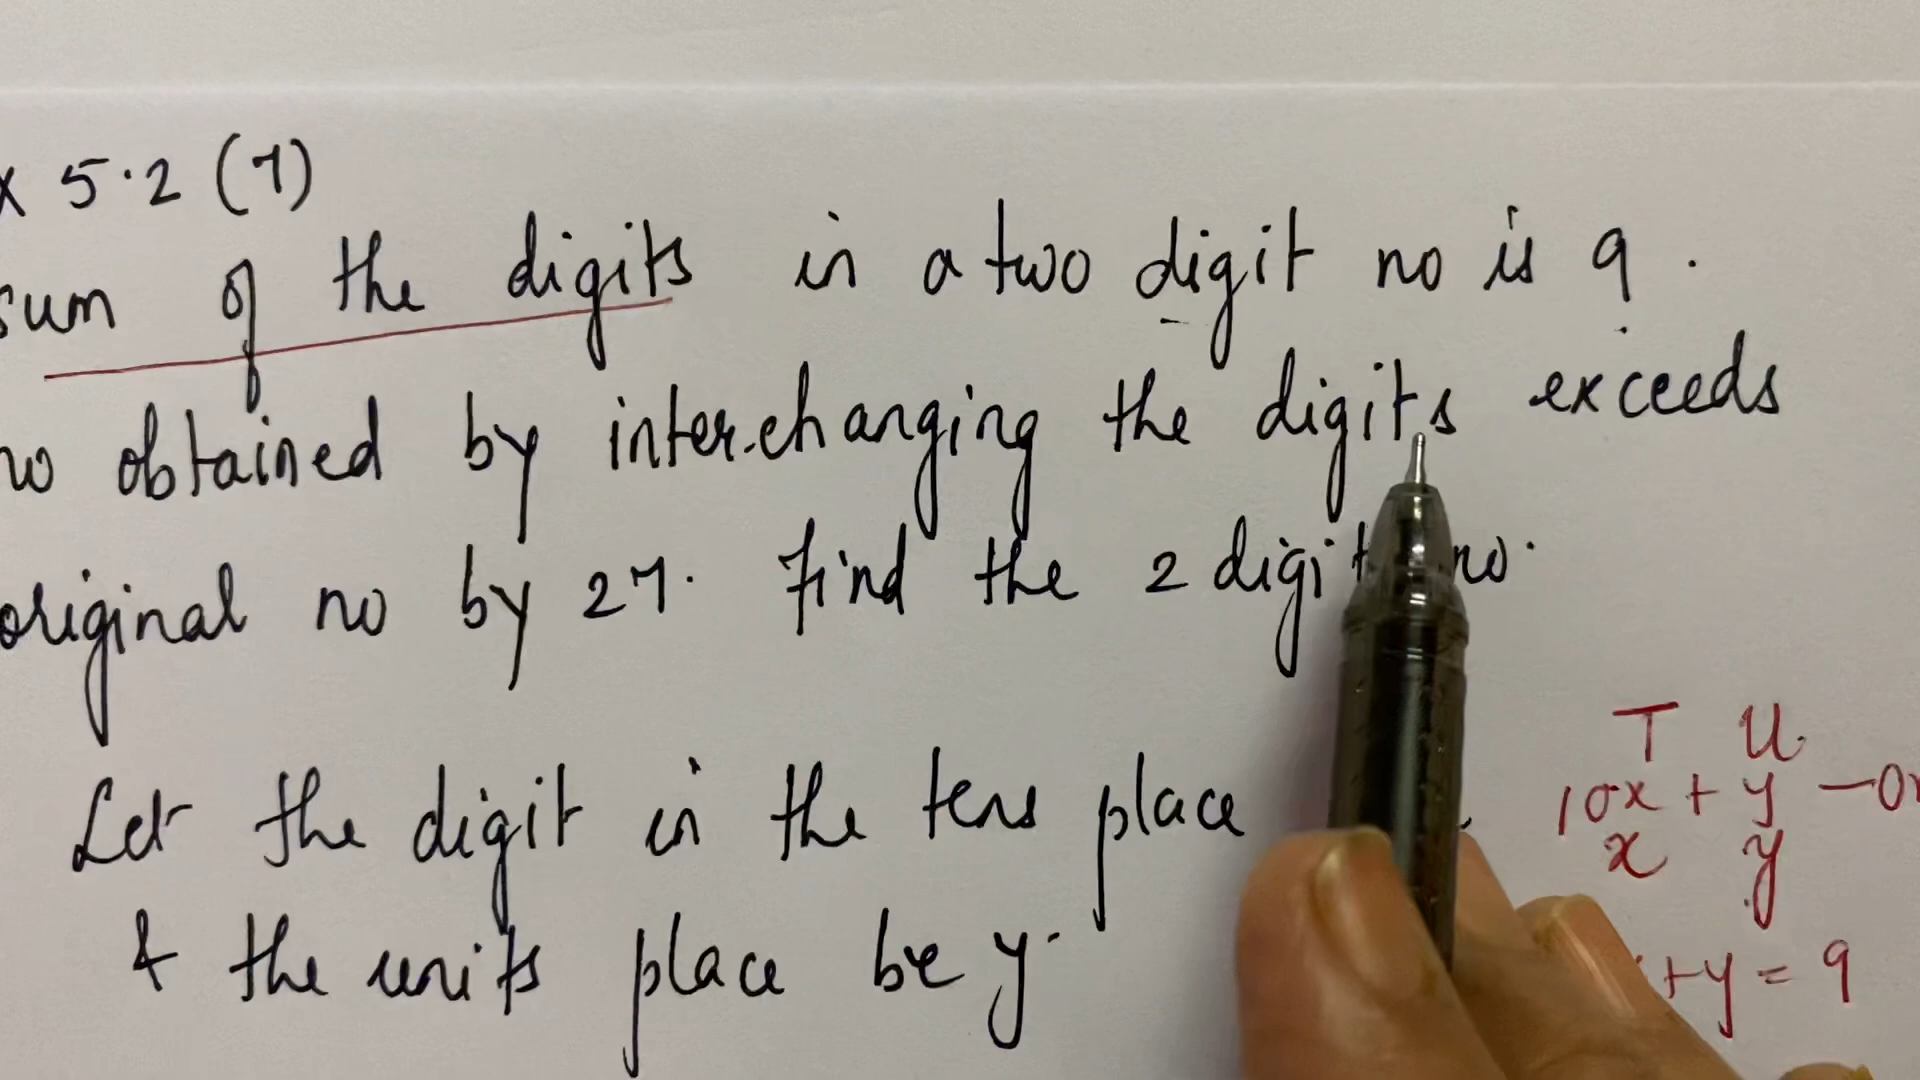 x 5.2 (7)
sum of the digits in a two digit no is 9.
no obtained by interchanging the digits exceeds
original no by 27. Find the 2 digit no.
T U
Let the digit in the tens place
10x + y —
x y
& the units place be y.
+y = 9